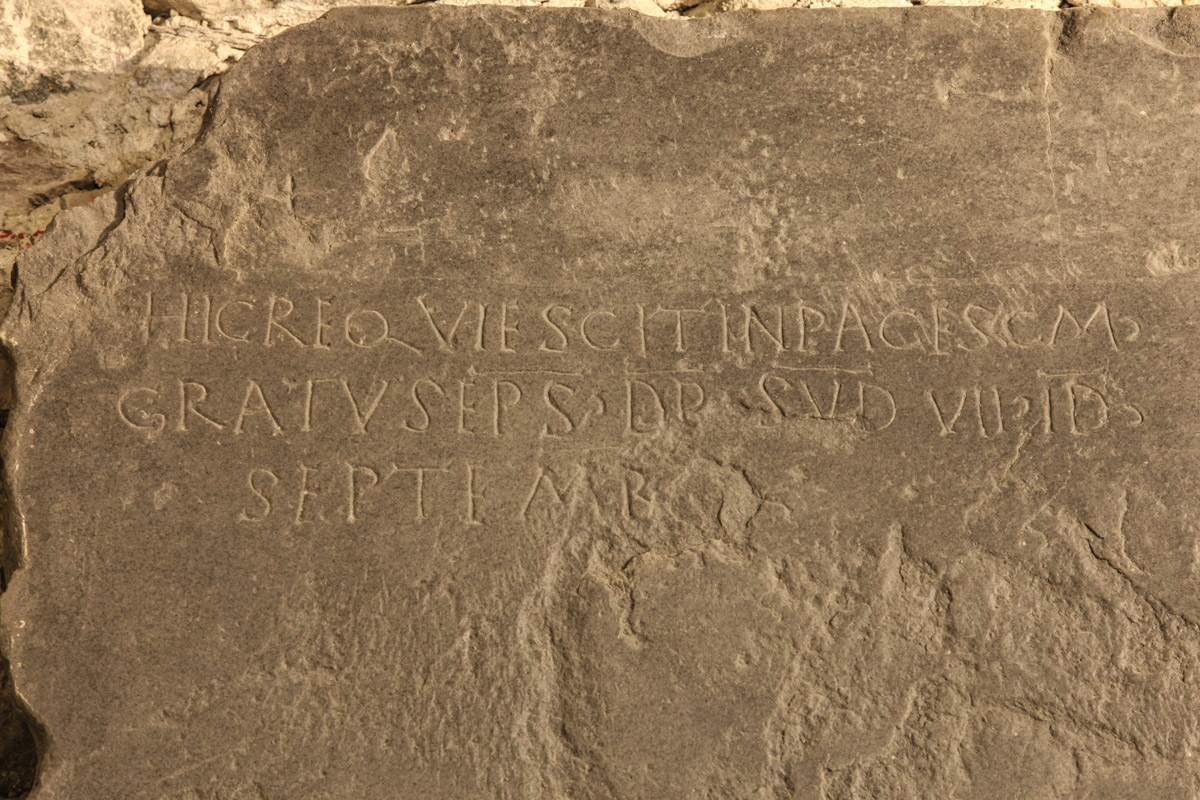 HIC REQVIESCIT IN PACE SCM
GRATVS EPS DP SVD VII ID
SEPTEMB